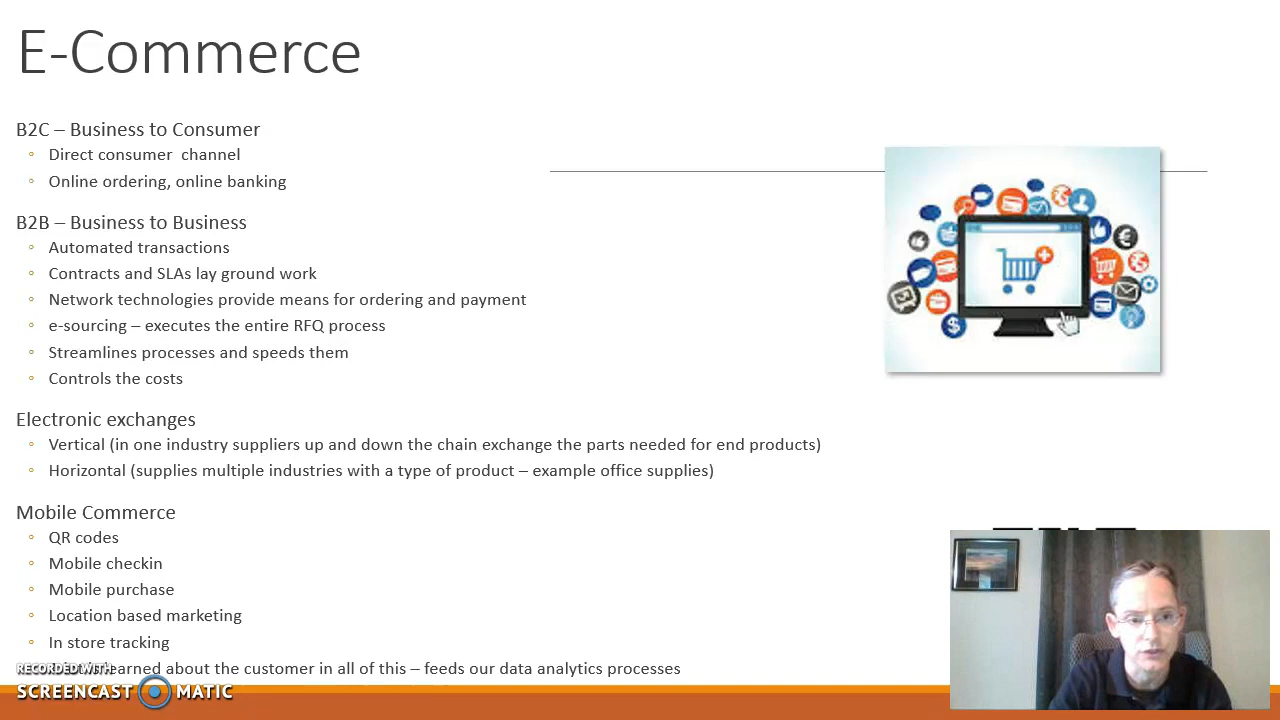 E-Commerce
B2C – Business to Consumer
◦ Direct consumer channel
◦ Online ordering, online banking
B2B – Business to Business
◦ Automated transactions
◦ Contracts and SLAs lay ground work
◦ Network technologies provide means for ordering and payment
◦ e-sourcing – executes the entire RFQ process
◦ Streamlines processes and speeds them
◦ Controls the costs
Electronic exchanges
◦ Vertical (in one industry suppliers up and down the chain exchange the parts needed for end products)
◦ Horizontal (supplies multiple industries with a type of product – example office supplies)
Mobile Commerce
◦ QR codes
◦ Mobile checkin
◦ Mobile purchase
◦ Location based marketing
◦ In store tracking
learned about the customer in all of this – feeds our data analytics processes
RECORDED WITH
SCREENCAST MATIC